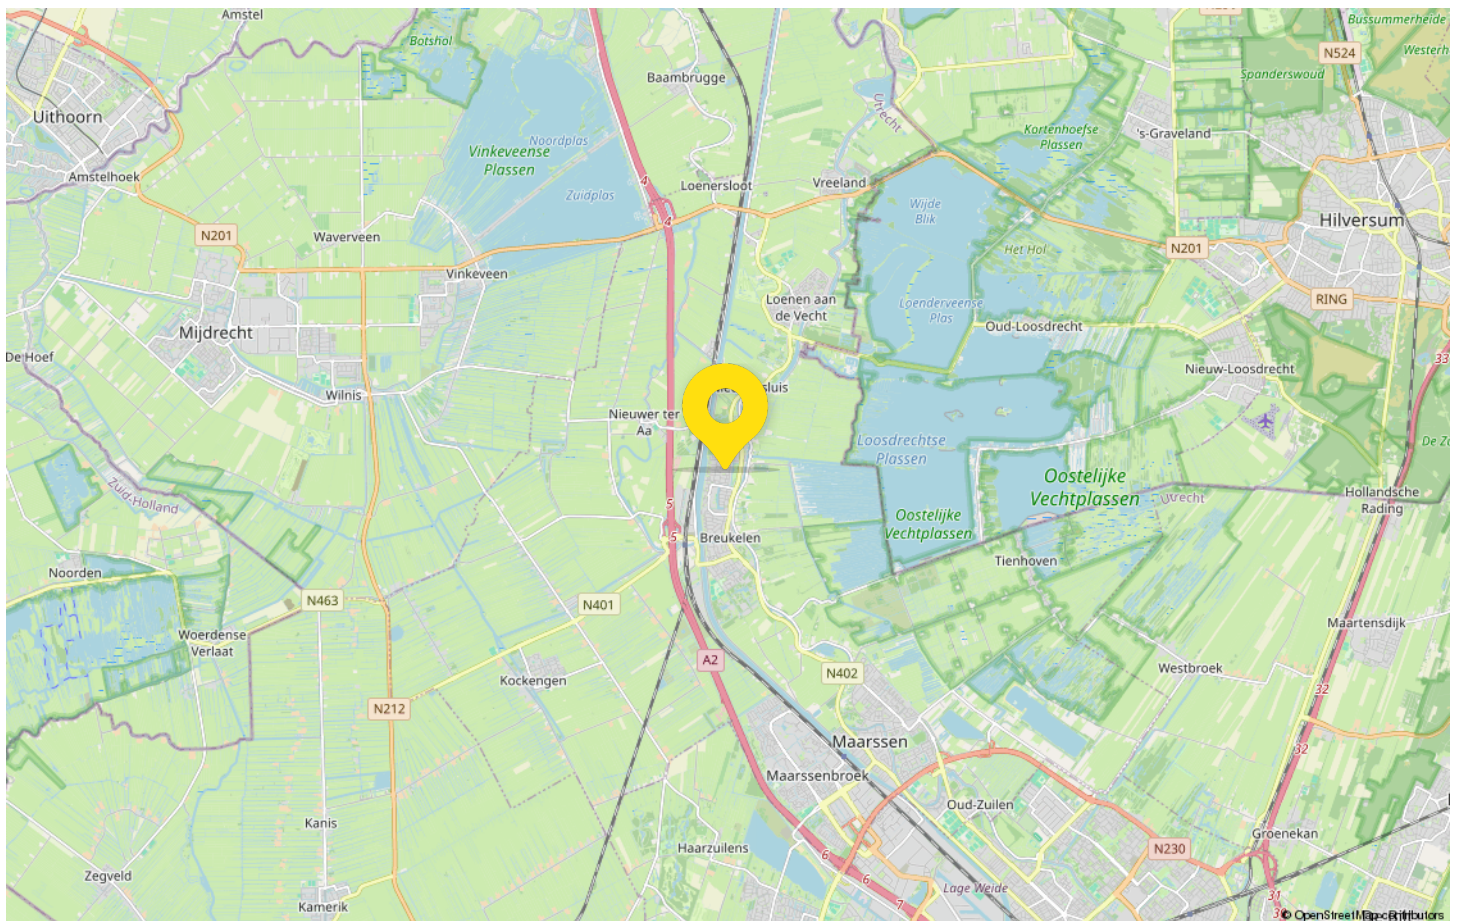 Amstel
Bussummerheide
Botshol
N524
Westerh
Baambrugge
Spanderswoud
Uithoorn
Utrecht
Kortenhoefse
Plassen
's-Graveland
Noordplas
Vinkeveense
Plassen
Amstelhoek
4
Loenersloot
Vreeland
Zuidplas
Wijde
Blik
4
Hilversum
N201
Waverveen
N201
Het Hol
Vinkeveen
Loenen aan
de Vecht
Loenderveense
Plas
RING
Oud-Loosdrecht
Mijdrecht
De Hoef
33
Nieuw-Loosdrecht
sluis
Wilnis
Nieuwer ter
Aa
Loosdrechtse
Plassen
Oostelijke
Vechtplassen
Zuid-Holland
Utrecht
Hollandsche
Rading
5
Oostelijke
Vechtplassen
5
Breukelen
Tienhoven
Noorden
N463
N401
Maartensdijk
Woerdense
Verlaat
A2
Westbroek
N402
Kockengen
32
N212
Maarssen
32
Maarssenbroek
Oud-Zuilen
Kanis
Groenekan
Haarzuilens
N230
6
Zegveld
6
Lage Weide
31
7
Kamerik
© OpenStreetMap contributors